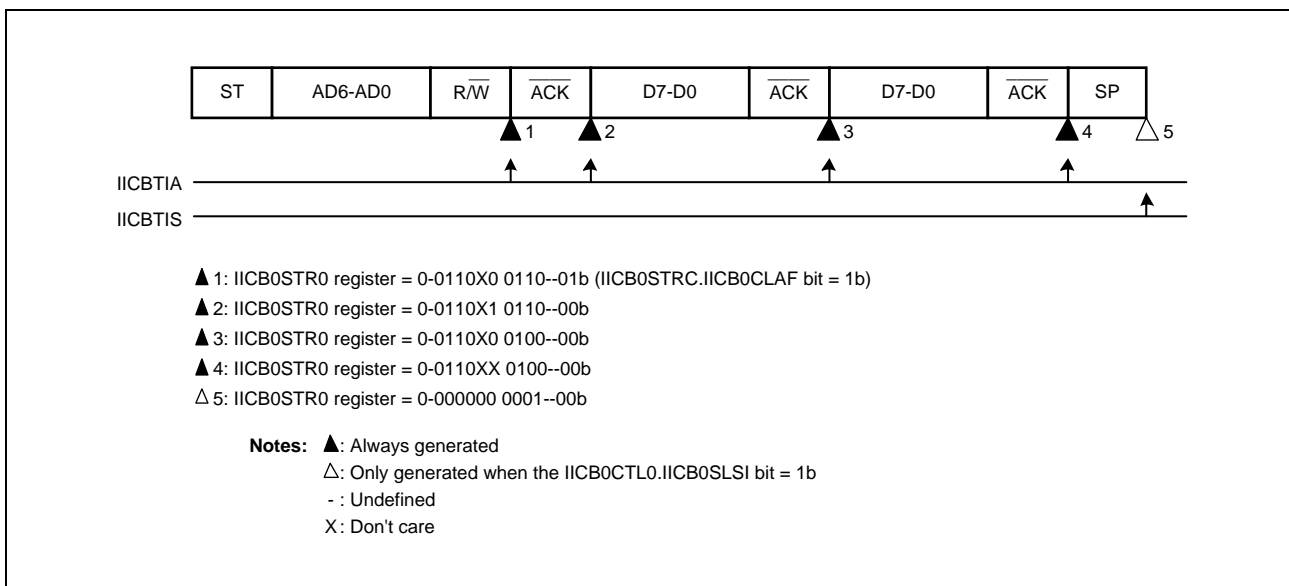 ST AD6-AD0 R/W̅ A̅C̅K̅ D7-D0 A̅C̅K̅ D7-D0 A̅C̅K̅ SP
▲1 ▲2 ▲3 ▲4 △5
IICBTIA
IICBTIS
▲1: IICB0STR0 register = 0-0110X0 0110--01b (IICB0STRC.IICB0CLAF bit = 1b)
▲2: IICB0STR0 register = 0-0110X1 0110--00b
▲3: IICB0STR0 register = 0-0110X0 0100--00b
▲4: IICB0STR0 register = 0-0110XX 0100--00b
△5: IICB0STR0 register = 0-000000 0001--00b
Notes: ▲: Always generated
△: Only generated when the IICB0CTL0.IICB0SLSI bit = 1b
- : Undefined
X: Don't care